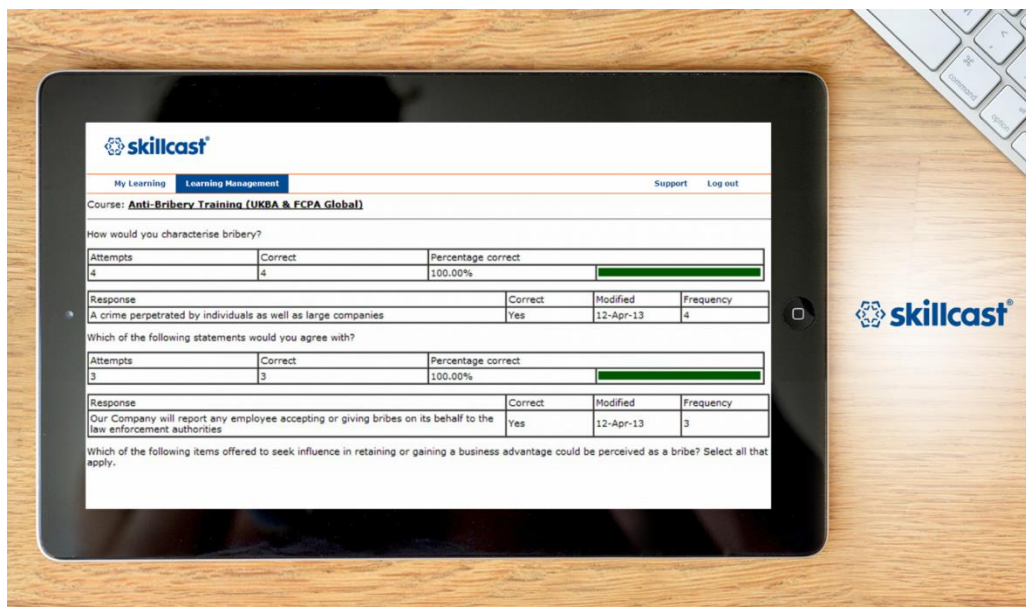 skillcast®
My Learning Learning Management Support Log out
Course: Anti-Bribery Training (UKBA & FCPA Global)
How would you characterise bribery?
Attempts Correct Percentage correct
4 4 100.00%
Response Correct Modified Frequency
A crime perpetrated by individuals as well as large companies Yes 12-Apr-13 4
Which of the following statements would you agree with?
Attempts Correct Percentage correct
3 3 100.00%
Response Correct Modified Frequency
Our Company will report any employee accepting or giving bribes on its behalf to the
law enforcement authorities Yes 12-Apr-13 3
Which of the following items offered to seek influence in retaining or gaining a business advantage could be perceived as a bribe? Select all that
apply.
skillcast®
command
option